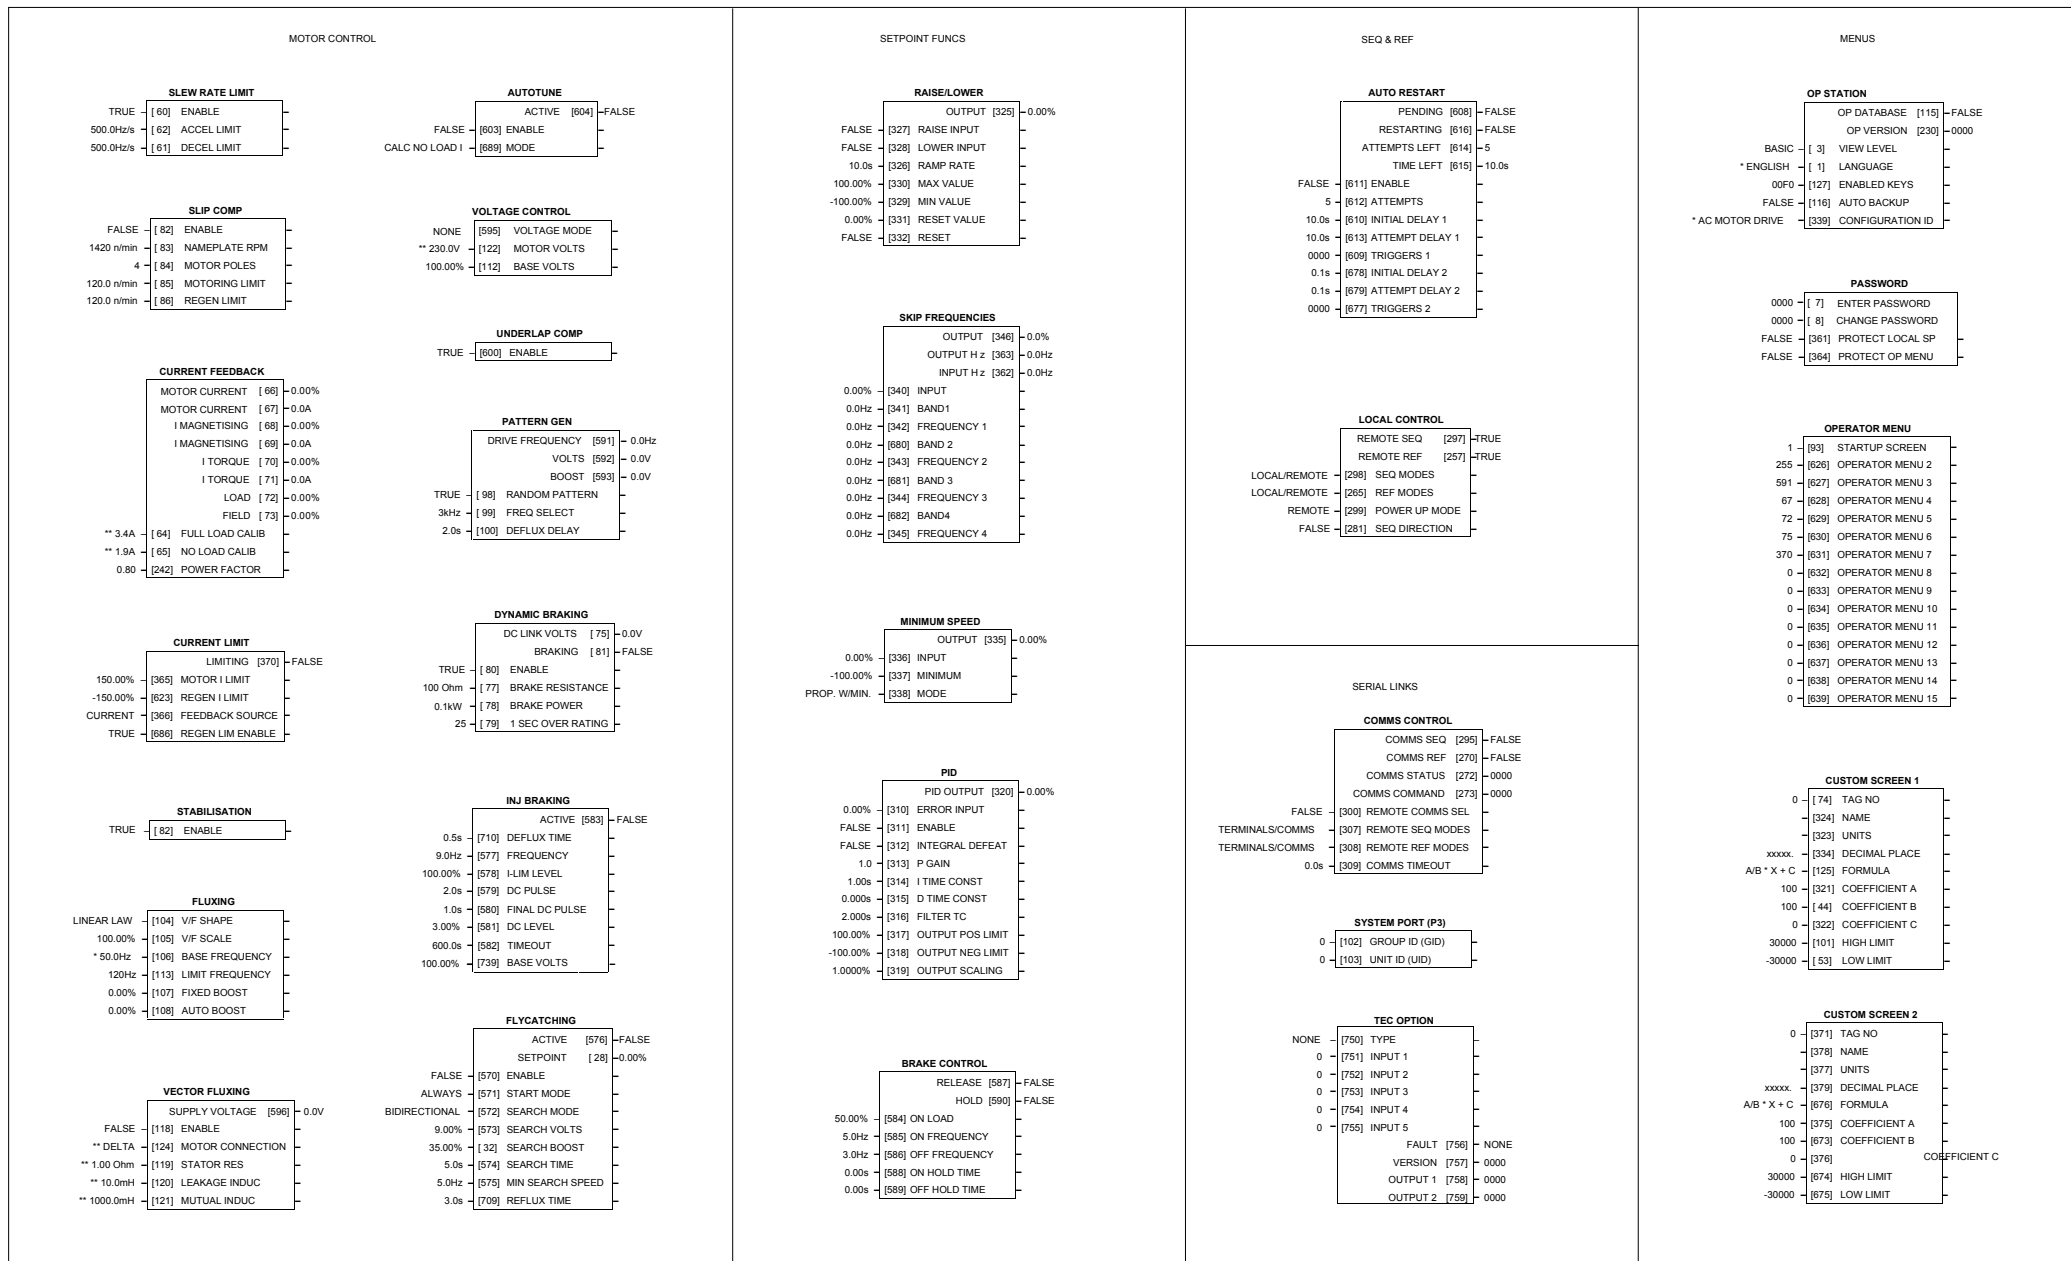 MOTOR CONTROL
SLEW RATE LIMIT
TRUE [ 60] ENABLE
500.0Hz/s [ 62] ACCEL LIMIT
500.0Hz/s [ 61] DECEL LIMIT
SLIP COMP
FALSE [ 82] ENABLE
1420 n/min [ 83] NAMEPLATE RPM
4 [ 84] MOTOR POLES
120.0 n/min [ 85] MOTORING LIMIT
120.0 n/min [ 86] REGEN LIMIT
CURRENT FEEDBACK
MOTOR CURRENT [ 66] 0.00%
MOTOR CURRENT [ 67] 0.0A
I MAGNETISING [ 68] 0.00%
I MAGNETISING [ 69] 0.0A
I TORQUE [ 70] 0.00%
I TORQUE [ 71] 0.0A
LOAD [ 72] 0.00%
FIELD [ 73] 0.00%
** 3.4A [ 64] FULL LOAD CALIB
** 1.9A [ 65] NO LOAD CALIB
0.80 [242] POWER FACTOR
CURRENT LIMIT
LIMITING [370] FALSE
150.00% [365] MOTOR I LIMIT
-150.00% [623] REGEN I LIMIT
CURRENT [366] FEEDBACK SOURCE
TRUE [686] REGEN LIM ENABLE
STABILISATION
TRUE [ 82] ENABLE
FLUXING
LINEAR LAW [104] V/F SHAPE
100.00% [105] V/F SCALE
* 50.0Hz [106] BASE FREQUENCY
120Hz [113] LIMIT FREQUENCY
0.00% [107] FIXED BOOST
0.00% [108] AUTO BOOST
VECTOR FLUXING
SUPPLY VOLTAGE [596] 0.0V
FALSE [118] ENABLE
** DELTA [124] MOTOR CONNECTION
** 1.00 Ohm [119] STATOR RES
** 10.0mH [120] LEAKAGE INDUC
** 1000.0mH [121] MUTUAL INDUC
AUTOTUNE
ACTIVE [604] FALSE
FALSE [603] ENABLE
CALC NO LOAD I [689] MODE
VOLTAGE CONTROL
NONE [595] VOLTAGE MODE
** 230.0V [122] MOTOR VOLTS
100.00% [112] BASE VOLTS
UNDERLAP COMP
TRUE [600] ENABLE
PATTERN GEN
DRIVE FREQUENCY [591] 0.0Hz
VOLTS [592] 0.0V
BOOST [593] 0.0V
TRUE [ 98] RANDOM PATTERN
3kHz [ 99] FREQ SELECT
2.0s [100] DEFLUX DELAY
DYNAMIC BRAKING
DC LINK VOLTS [ 75] 0.0V
BRAKING [ 81] FALSE
TRUE [ 80] ENABLE
100 Ohm [ 77] BRAKE RESISTANCE
0.1kW [ 78] BRAKE POWER
25 [ 79] 1 SEC OVER RATING
INJ BRAKING
ACTIVE [583] FALSE
0.5s [710] DEFLUX TIME
9.0Hz [577] FREQUENCY
100.00% [578] I-LIM LEVEL
2.0s [579] DC PULSE
1.0s [580] FINAL DC PULSE
3.00% [581] DC LEVEL
600.0s [582] TIMEOUT
100.00% [739] BASE VOLTS
FLYCATCHING
ACTIVE [576] FALSE
SETPOINT [ 28] 0.00%
FALSE [570] ENABLE
ALWAYS [571] START MODE
BIDIRECTIONAL [572] SEARCH MODE
9.00% [573] SEARCH VOLTS
35.00% [ 32] SEARCH BOOST
5.0s [574] SEARCH TIME
5.0Hz [575] MIN SEARCH SPEED
3.0s [709] REFLUX TIME
SETPOINT FUNCS
RAISE/LOWER
OUTPUT [325] 0.00%
FALSE [327] RAISE INPUT
FALSE [328] LOWER INPUT
10.0s [326] RAMP RATE
100.00% [330] MAX VALUE
-100.00% [329] MIN VALUE
0.00% [331] RESET VALUE
FALSE [332] RESET
SKIP FREQUENCIES
OUTPUT [346] 0.0%
OUTPUT H z [363] 0.0Hz
INPUT H z [362] 0.0Hz
0.00% [340] INPUT
0.0Hz [341] BAND1
0.0Hz [342] FREQUENCY 1
0.0Hz [680] BAND 2
0.0Hz [343] FREQUENCY 2
0.0Hz [681] BAND 3
0.0Hz [344] FREQUENCY 3
0.0Hz [682] BAND4
0.0Hz [345] FREQUENCY 4
MINIMUM SPEED
OUTPUT [335] 0.00%
0.00% [336] INPUT
-100.00% [337] MINIMUM
PROP. W/MIN. [338] MODE
PID
PID OUTPUT [320] 0.00%
0.00% [310] ERROR INPUT
FALSE [311] ENABLE
FALSE [312] INTEGRAL DEFEAT
1.0 [313] P GAIN
1.00s [314] I TIME CONST
0.000s [315] D TIME CONST
2.000s [316] FILTER TC
100.00% [317] OUTPUT POS LIMIT
-100.00% [318] OUTPUT NEG LIMIT
1.0000% [319] OUTPUT SCALING
BRAKE CONTROL
RELEASE [587] FALSE
HOLD [590] FALSE
50.00% [584] ON LOAD
5.0Hz [585] ON FREQUENCY
3.0Hz [586] OFF FREQUENCY
0.00s [588] ON HOLD TIME
0.00s [589] OFF HOLD TIME
SEQ & REF
AUTO RESTART
PENDING [608] FALSE
RESTARTING [616] FALSE
ATTEMPTS LEFT [614] 5
TIME LEFT [615] 10.0s
FALSE [611] ENABLE
5 [612] ATTEMPTS
10.0s [610] INITIAL DELAY 1
10.0s [613] ATTEMPT DELAY 1
0000 [609] TRIGGERS 1
0.1s [678] INITIAL DELAY 2
0.1s [679] ATTEMPT DELAY 2
0000 [677] TRIGGERS 2
LOCAL CONTROL
REMOTE SEQ [297] TRUE
REMOTE REF [257] TRUE
LOCAL/REMOTE [298] SEQ MODES
LOCAL/REMOTE [265] REF MODES
REMOTE [299] POWER UP MODE
FALSE [281] SEQ DIRECTION
SERIAL LINKS
COMMS CONTROL
COMMS SEQ [295] FALSE
COMMS REF [270] FALSE
COMMS STATUS [272] 0000
COMMS COMMAND [273] 0000
FALSE [300] REMOTE COMMS SEL
TERMINALS/COMMS [307] REMOTE SEQ MODES
TERMINALS/COMMS [308] REMOTE REF MODES
0.0s [309] COMMS TIMEOUT
SYSTEM PORT (P3)
0 [102] GROUP ID (GID)
0 [103] UNIT ID (UID)
TEC OPTION
NONE [750] TYPE
0 [751] INPUT 1
0 [752] INPUT 2
0 [753] INPUT 3
0 [754] INPUT 4
0 [755] INPUT 5
FAULT [756] NONE
VERSION [757] 0000
OUTPUT 1 [758] 0000
OUTPUT 2 [759] 0000
MENUS
OP STATION
OP DATABASE [115] FALSE
OP VERSION [230] 0000
BASIC [ 3] VIEW LEVEL
* ENGLISH [ 1] LANGUAGE
00F0 [127] ENABLED KEYS
FALSE [116] AUTO BACKUP
* AC MOTOR DRIVE [339] CONFIGURATION ID
PASSWORD
0000 [ 7] ENTER PASSWORD
0000 [ 8] CHANGE PASSWORD
FALSE [361] PROTECT LOCAL SP
FALSE [364] PROTECT OP MENU
OPERATOR MENU
1 [93] STARTUP SCREEN
255 [626] OPERATOR MENU 2
591 [627] OPERATOR MENU 3
67 [628] OPERATOR MENU 4
72 [629] OPERATOR MENU 5
75 [630] OPERATOR MENU 6
370 [631] OPERATOR MENU 7
0 [632] OPERATOR MENU 8
0 [633] OPERATOR MENU 9
0 [634] OPERATOR MENU 10
0 [635] OPERATOR MENU 11
0 [636] OPERATOR MENU 12
0 [637] OPERATOR MENU 13
0 [638] OPERATOR MENU 14
0 [639] OPERATOR MENU 15
CUSTOM SCREEN 1
0 [ 74] TAG NO
[324] NAME
[323] UNITS
xxxxx. [334] DECIMAL PLACE
A/B * X + C [125] FORMULA
100 [321] COEFFICIENT A
100 [ 44] COEFFICIENT B
0 [322] COEFFICIENT C
30000 [101] HIGH LIMIT
-30000 [ 53] LOW LIMIT
CUSTOM SCREEN 2
0 [371] TAG NO
[378] NAME
[377] UNITS
xxxxx. [379] DECIMAL PLACE
A/B * X + C [676] FORMULA
100 [375] COEFFICIENT A
100 [673] COEFFICIENT B
0 [376] COEFFICIENT C
30000 [674] HIGH LIMIT
-30000 [675] LOW LIMIT